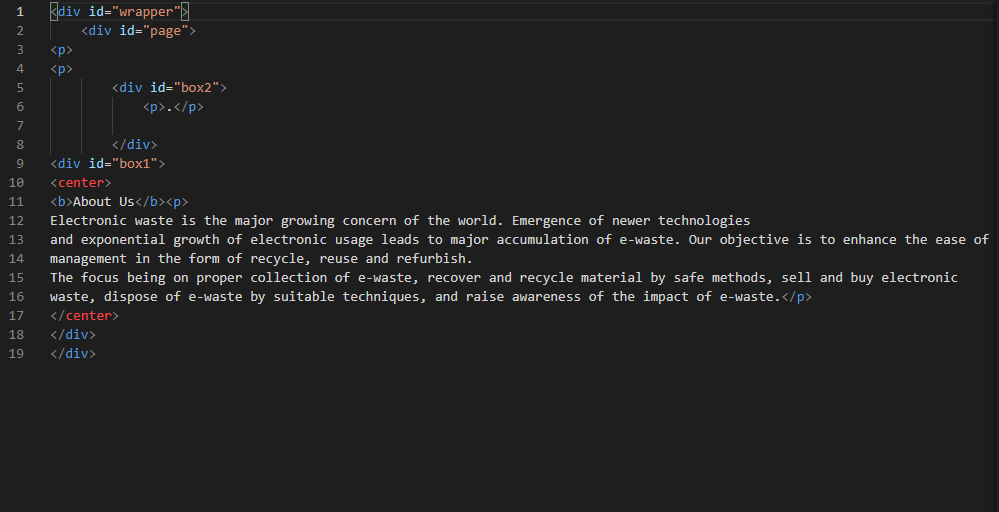 1 <div id="wrapper">
2     <div id="page">
3 <p>
4 <p>
5         <div id="box2">
6             <p>.</p>
7
8         </div>
9 <div id="box1">
10 <center>
11 <b>About Us</b><p>
12 Electronic waste is the major growing concern of the world. Emergence of newer technologies
13 and exponential growth of electronic usage leads to major accumulation of e-waste. Our objective is to enhance the ease of
14 management in the form of recycle, reuse and refurbish.
15 The focus being on proper collection of e-waste, recover and recycle material by safe methods, sell and buy electronic
16 waste, dispose of e-waste by suitable techniques, and raise awareness of the impact of e-waste.</p>
17 </center>
18 </div>
19 </div>